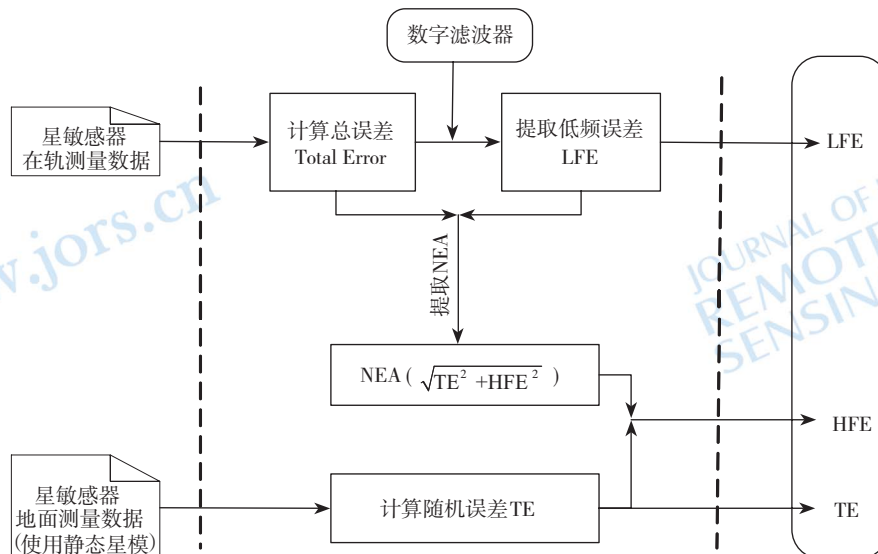 数字滤波器
星敏感器
在轨测量数据
计算总误差
Total Error
提取低频误差
LFE
LFE
提取NEA
NEA ( √TE² +HFE² )
HFE
星敏感器
地面测量数据
(使用静态星模)
计算随机误差TE
TE
w.jors.cn
JOURNAL OF
REMOTE
SENSIN